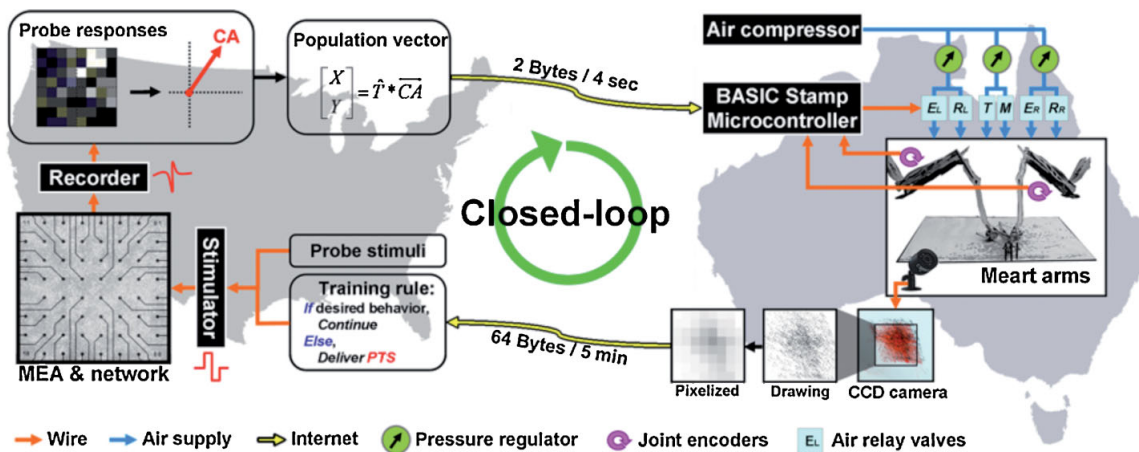 Probe responses
CA
Population vector
[X Y] = T̂ * CA
2 Bytes / 4 sec
Air compressor
BASIC Stamp
Microcontroller
EL RL T M ER RR
Recorder
Closed-loop
Stimulator
Probe stimuli
Training rule:
If desired behavior,
Continue
Else,
Deliver PTS
MEA & network
64 Bytes / 5 min
Meart arms
Pixelized
Drawing
CCD camera
Wire
Air supply
Internet
Pressure regulator
Joint encoders
EL
Air relay valves